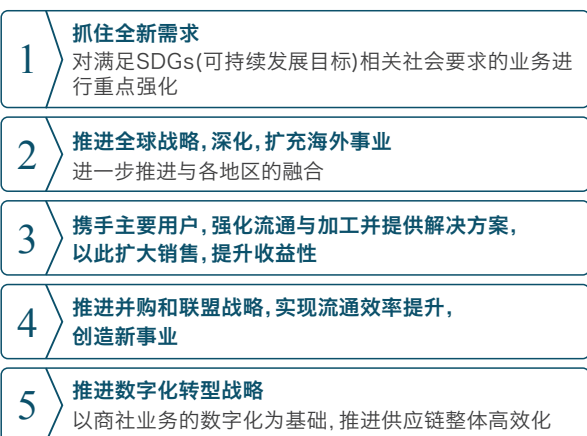 1
抓住全新需求
对满足SDGs(可持续发展目标)相关社会要求的业务进
行重点强化
2
推进全球战略,深化,扩充海外事业
进一步推进与各地区的融合
3
携手主要用户,强化流通与加工并提供解决方案,
以此扩大销售,提升收益性
4
推进并购和联盟战略,实现流通效率提升,
创造新事业
5
推进数字化转型战略
以商社业务的数字化为基础,推进供应链整体高效化